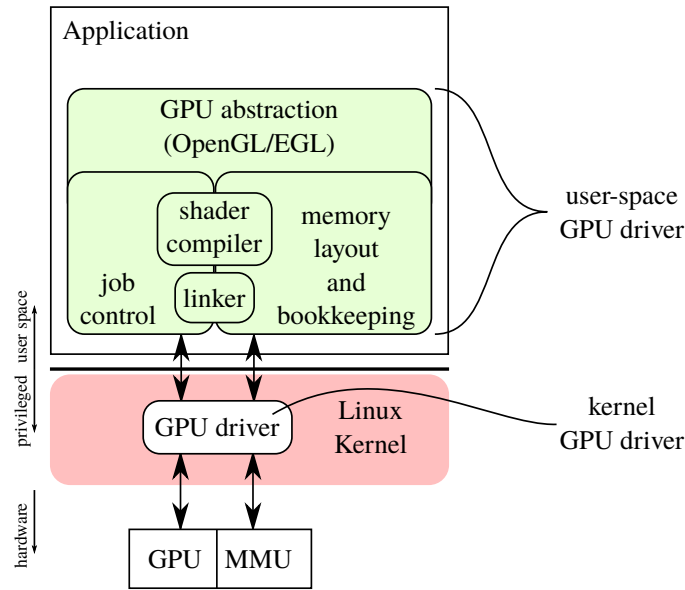 Application
GPU abstraction
(OpenGL/EGL)
shader
compiler
memory
layout
and
bookkeeping
job
control
linker
user-space
GPU driver
user space
privileged
GPU driver
Linux
Kernel
kernel
GPU driver
hardware
GPU
MMU